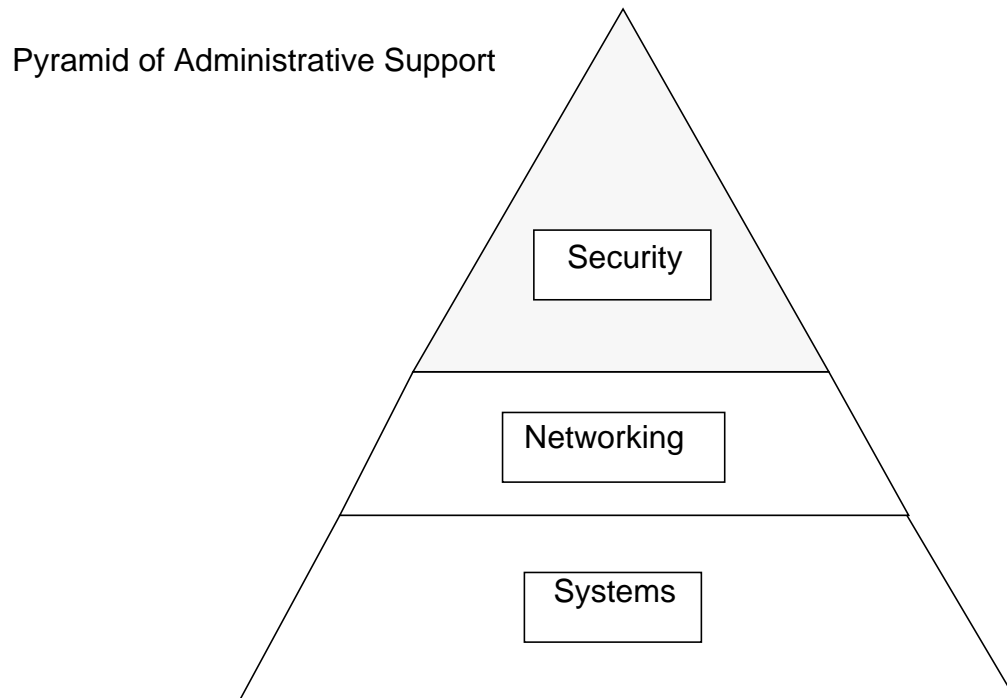 Pyramid of Administrative Support
Security
Networking
Systems